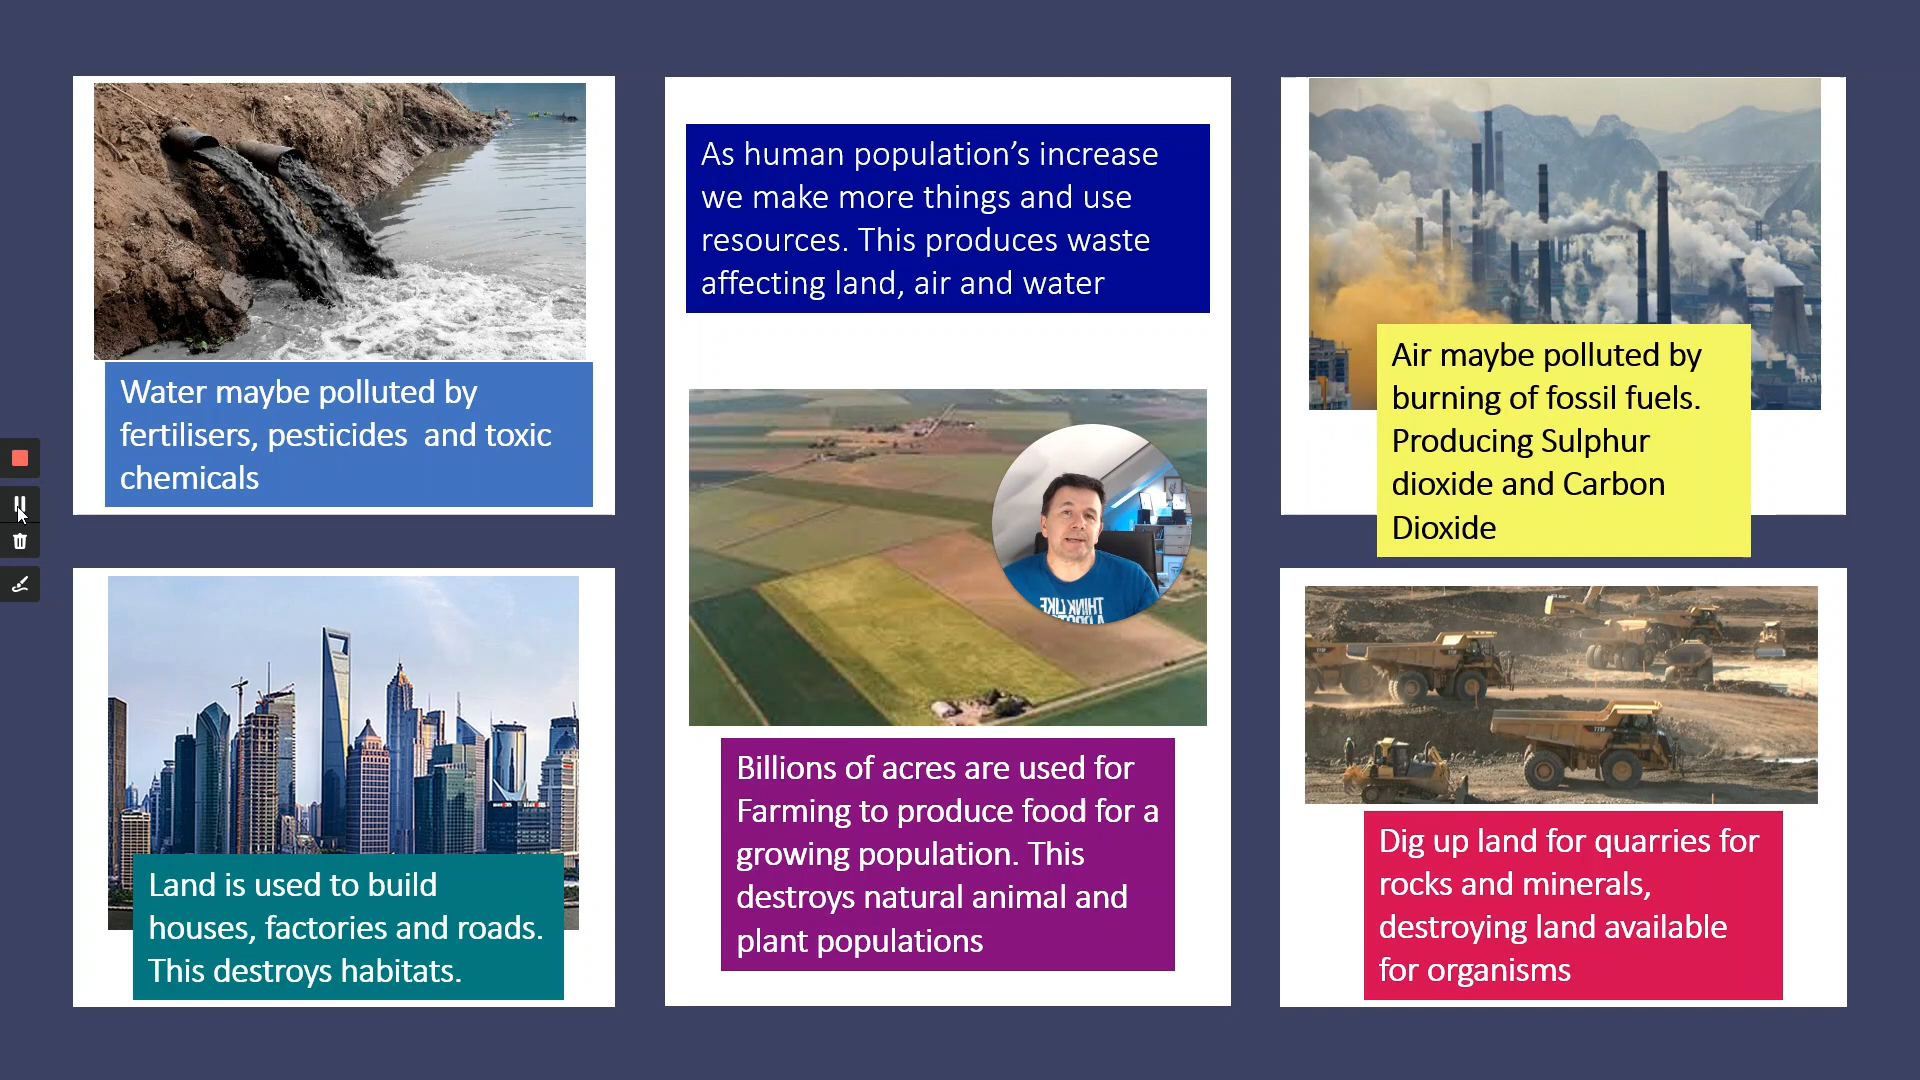 Water maybe polluted by
fertilisers, pesticides and toxic
chemicals
Land is used to build
houses, factories and roads.
This destroys habitats.
As human population’s increase
we make more things and use
resources. This produces waste
affecting land, air and water
THINK LIKE
Billions of acres are used for
Farming to produce food for a
growing population. This
destroys natural animal and
plant populations
Air maybe polluted by
burning of fossil fuels.
Producing Sulphur
dioxide and Carbon
Dioxide
Dig up land for quarries for
rocks and minerals,
destroying land available
for organisms